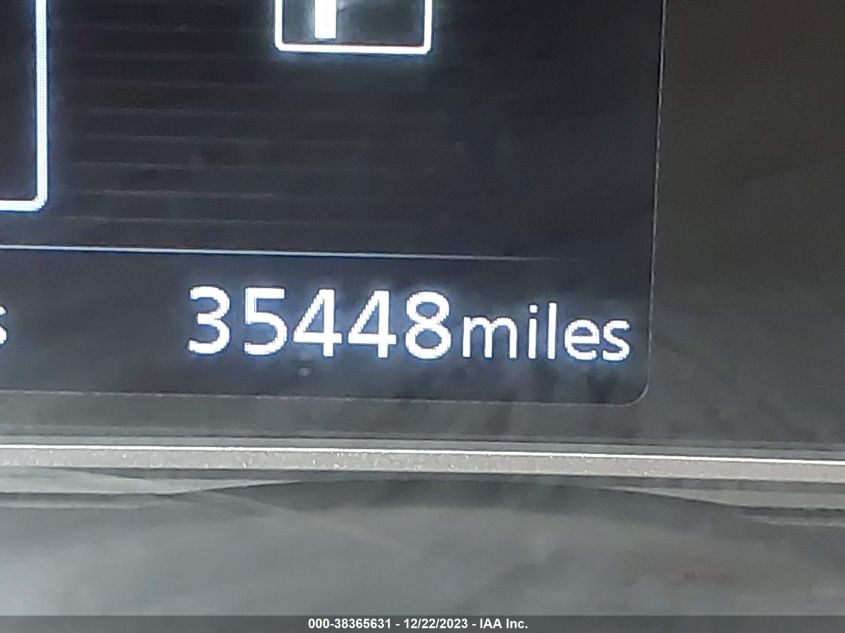 s 35448miles
000-38365631 - 12/22/2023 - IAA Inc.